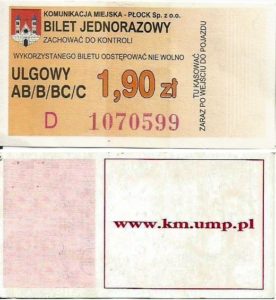 KOMUNIKACJA MIEJSKA - PŁOCK Sp. z o.o.
BILET JEDNORAZOWY
ZACHOWAĆ DO KONTROLI
WYKORZYSTANEGO BILETU ODSTĘPOWAĆ NIE WOLNO
ULGOWY
AB/B/BC/C
1,90 zł
D 1070599
TU KASOWAĆ
ZARAZ PO WEJŚCIU DO POJAZDU
www.km.ump.pl